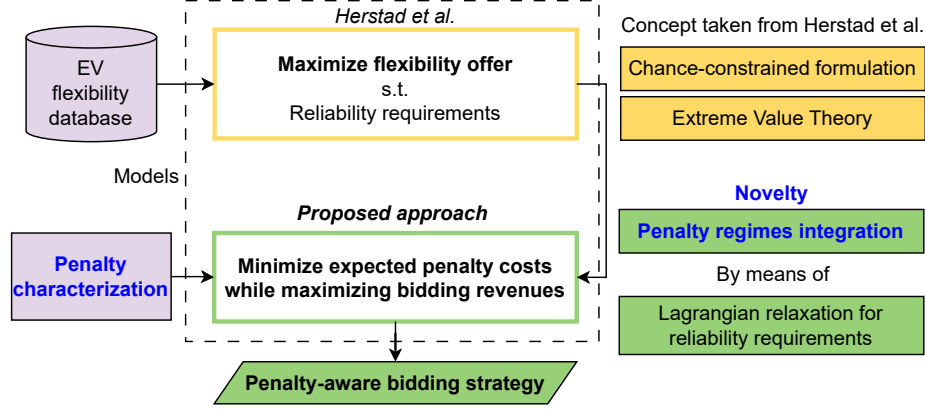 Herstad et al.
EV
flexibility
database
Maximize flexibility offer
s.t.
Reliability requirements
Concept taken from Herstad et al.
Chance-constrained formulation
Extreme Value Theory
Models
Proposed approach
Penalty
characterization
Minimize expected penalty costs
while maximizing bidding revenues
Novelty
Penalty regimes integration
By means of
Lagrangian relaxation for
reliability requirements
Penalty-aware bidding strategy